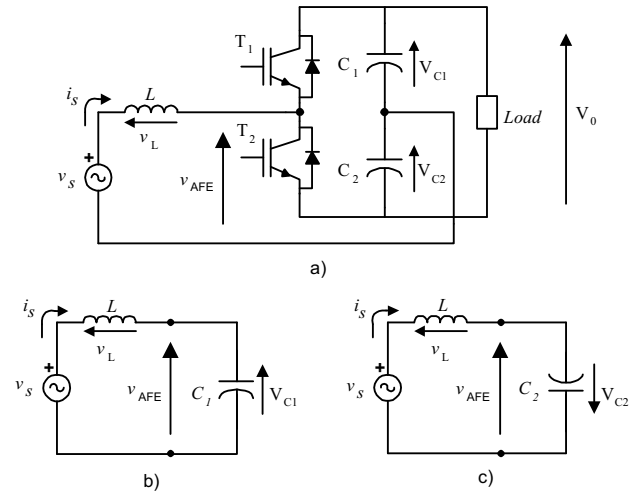 T1
C1
VC1
is
L
vL
T2
Load
V0
+
vs
vAFE
C2
VC2
a)
is
L
vL
+
vs
vAFE
C1
VC1
b)
is
L
vL
+
vs
vAFE
C2
VC2
c)